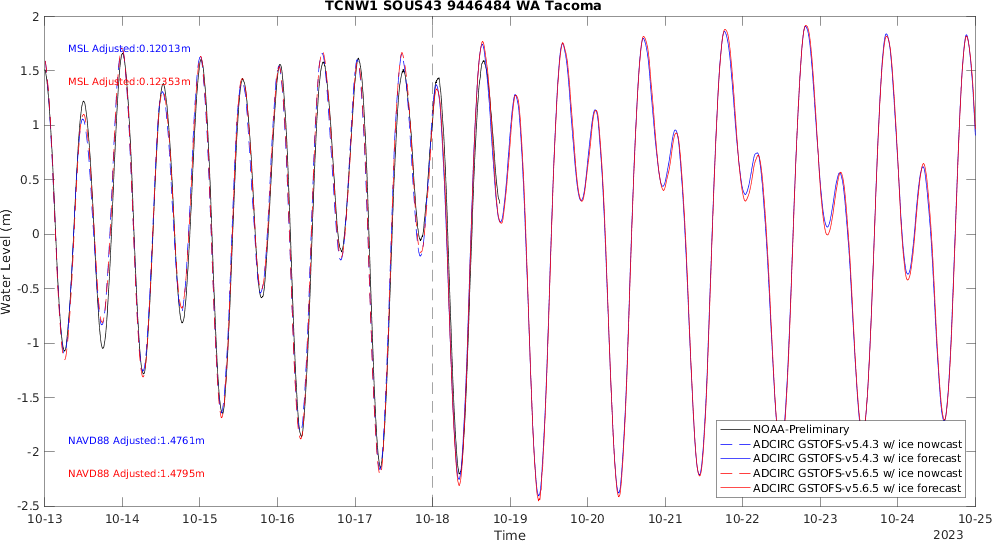 TCNW1 SOUS43 9446484 WA Tacoma
MSL Adjusted:0.12013m
MSL Adjusted:0.12353m
NAVD88 Adjusted:1.4761m
NAVD88 Adjusted:1.4795m
Water Level (m)
2
1.5
1
0.5
0
-0.5
-1
-1.5
-2
-2.5
NOAA-Preliminary
ADCIRC GSTOFS-v5.4.3 w/ ice nowcast
ADCIRC GSTOFS-v5.4.3 w/ ice forecast
ADCIRC GSTOFS-v5.6.5 w/ ice nowcast
ADCIRC GSTOFS-v5.6.5 w/ ice forecast
10-13 10-14 10-15 10-16 10-17 10-18 10-19 10-20 10-21 10-22 10-23 10-24 10-25
Time
2023